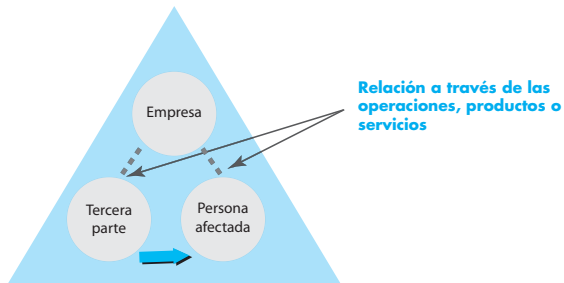 Empresa
Relación a través de las
operaciones, productos o
servicios
Tercera
parte
Persona
afectada